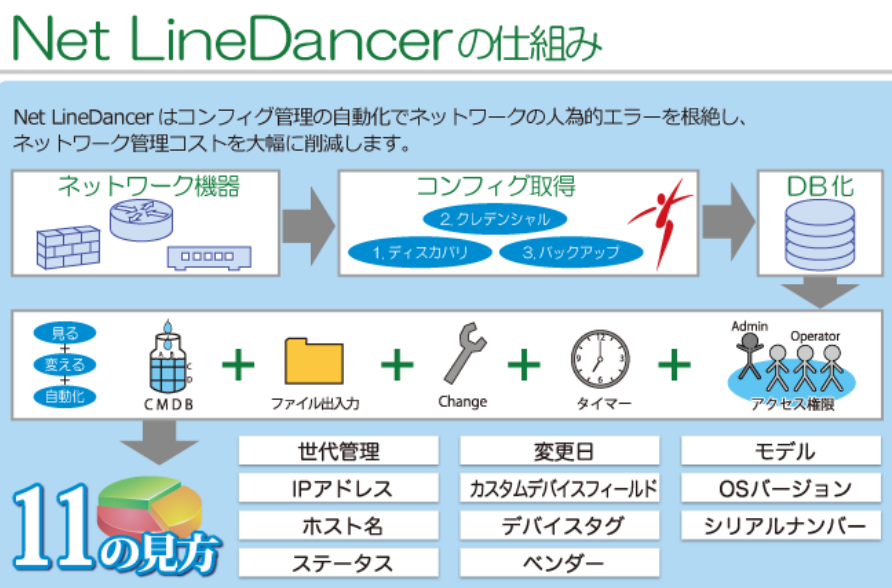 Net LineDancerの仕組み
Net LineDancer はコンフィグ管理の自動化でネットワークの人為的エラーを根絶し、
ネットワーク管理コストを大幅に削減します。
ネットワーク機器
コンフィグ取得
2. クレデンシャル
1. ディスカバリ
3. バックアップ
DB化
見る
+
変える
+
自動化
A B
C
D
CMDB
+
ファイル出入力
+
Change
+
12
3
6
9
タイマー
+
Admin
Operator
アクセス権限
11の見方
世代管理
変更日
モデル
IPアドレス
カスタムデバイスフィールド
OSバージョン
ホスト名
デバイスタグ
シリアルナンバー
ステータス
ベンダー